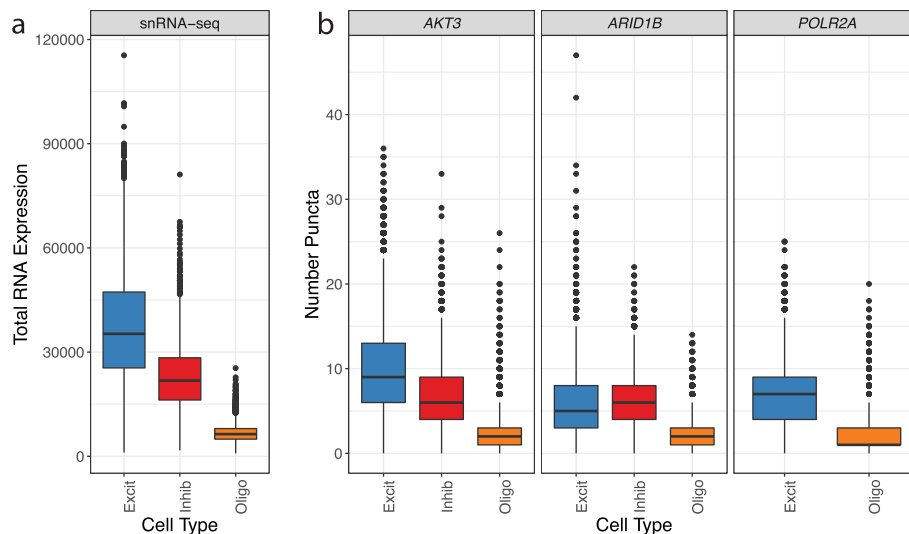 a
snRNA−seq
Total RNA Expression
120000
90000
60000
30000
0
Excit
Inhib
Oligo
Cell Type
b
AKT3
ARID1B
POLR2A
Number Puncta
40
30
20
10
0
Excit
Inhib
Oligo
Excit
Inhib
Oligo
Excit
Oligo
Cell Type